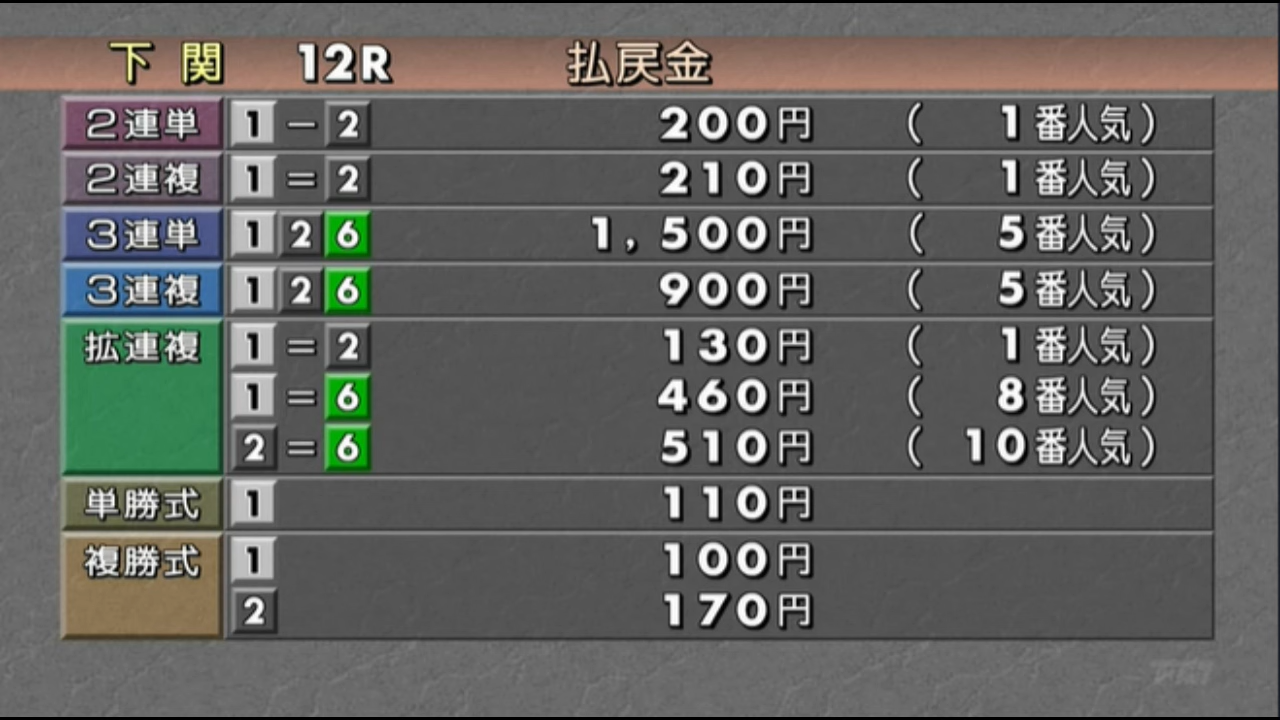 下関 12R 払戻金
2連単 1－2 200円 (1番人気)
2連複 1＝2 210円 (1番人気)
3連単 1 2 6 1,500円 (5番人気)
3連複 1 2 6 900円 (5番人気)
拡連複 1＝2 130円 (1番人気)
1＝6 460円 (8番人気)
2＝6 510円 (10番人気)
単勝式 1 110円
複勝式 1 100円
2 170円